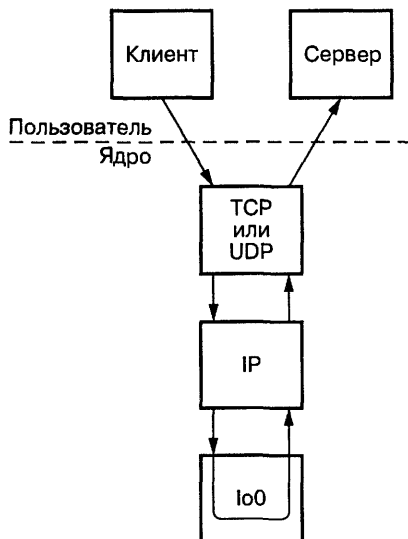 Клиент
Сервер
Пользователь
Ядро
TCP
или
UDP
IP
lo0